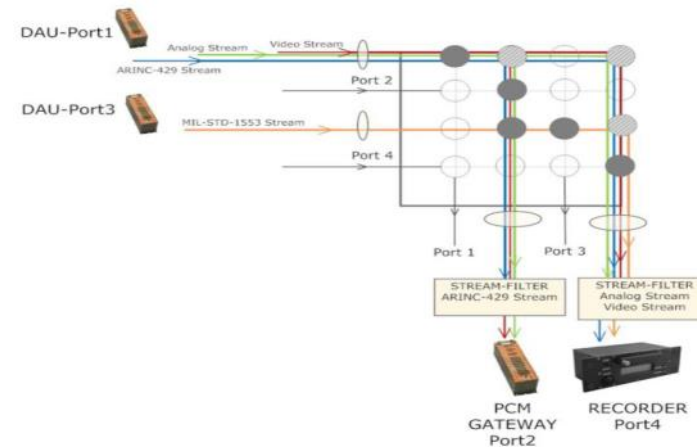 DAU-Port1
Video Stream
Analog Stream
ARINC-429 Stream
Port 2
DAU-Port3
MIL-STD-1553 Stream
Port 4
Port 1
Port 3
STREAM-FILTER
ARINC-429 Stream
STREAM-FILTER
Analog Stream
Video Stream
PCM
GATEWAY
Port2
RECORDER
Port4